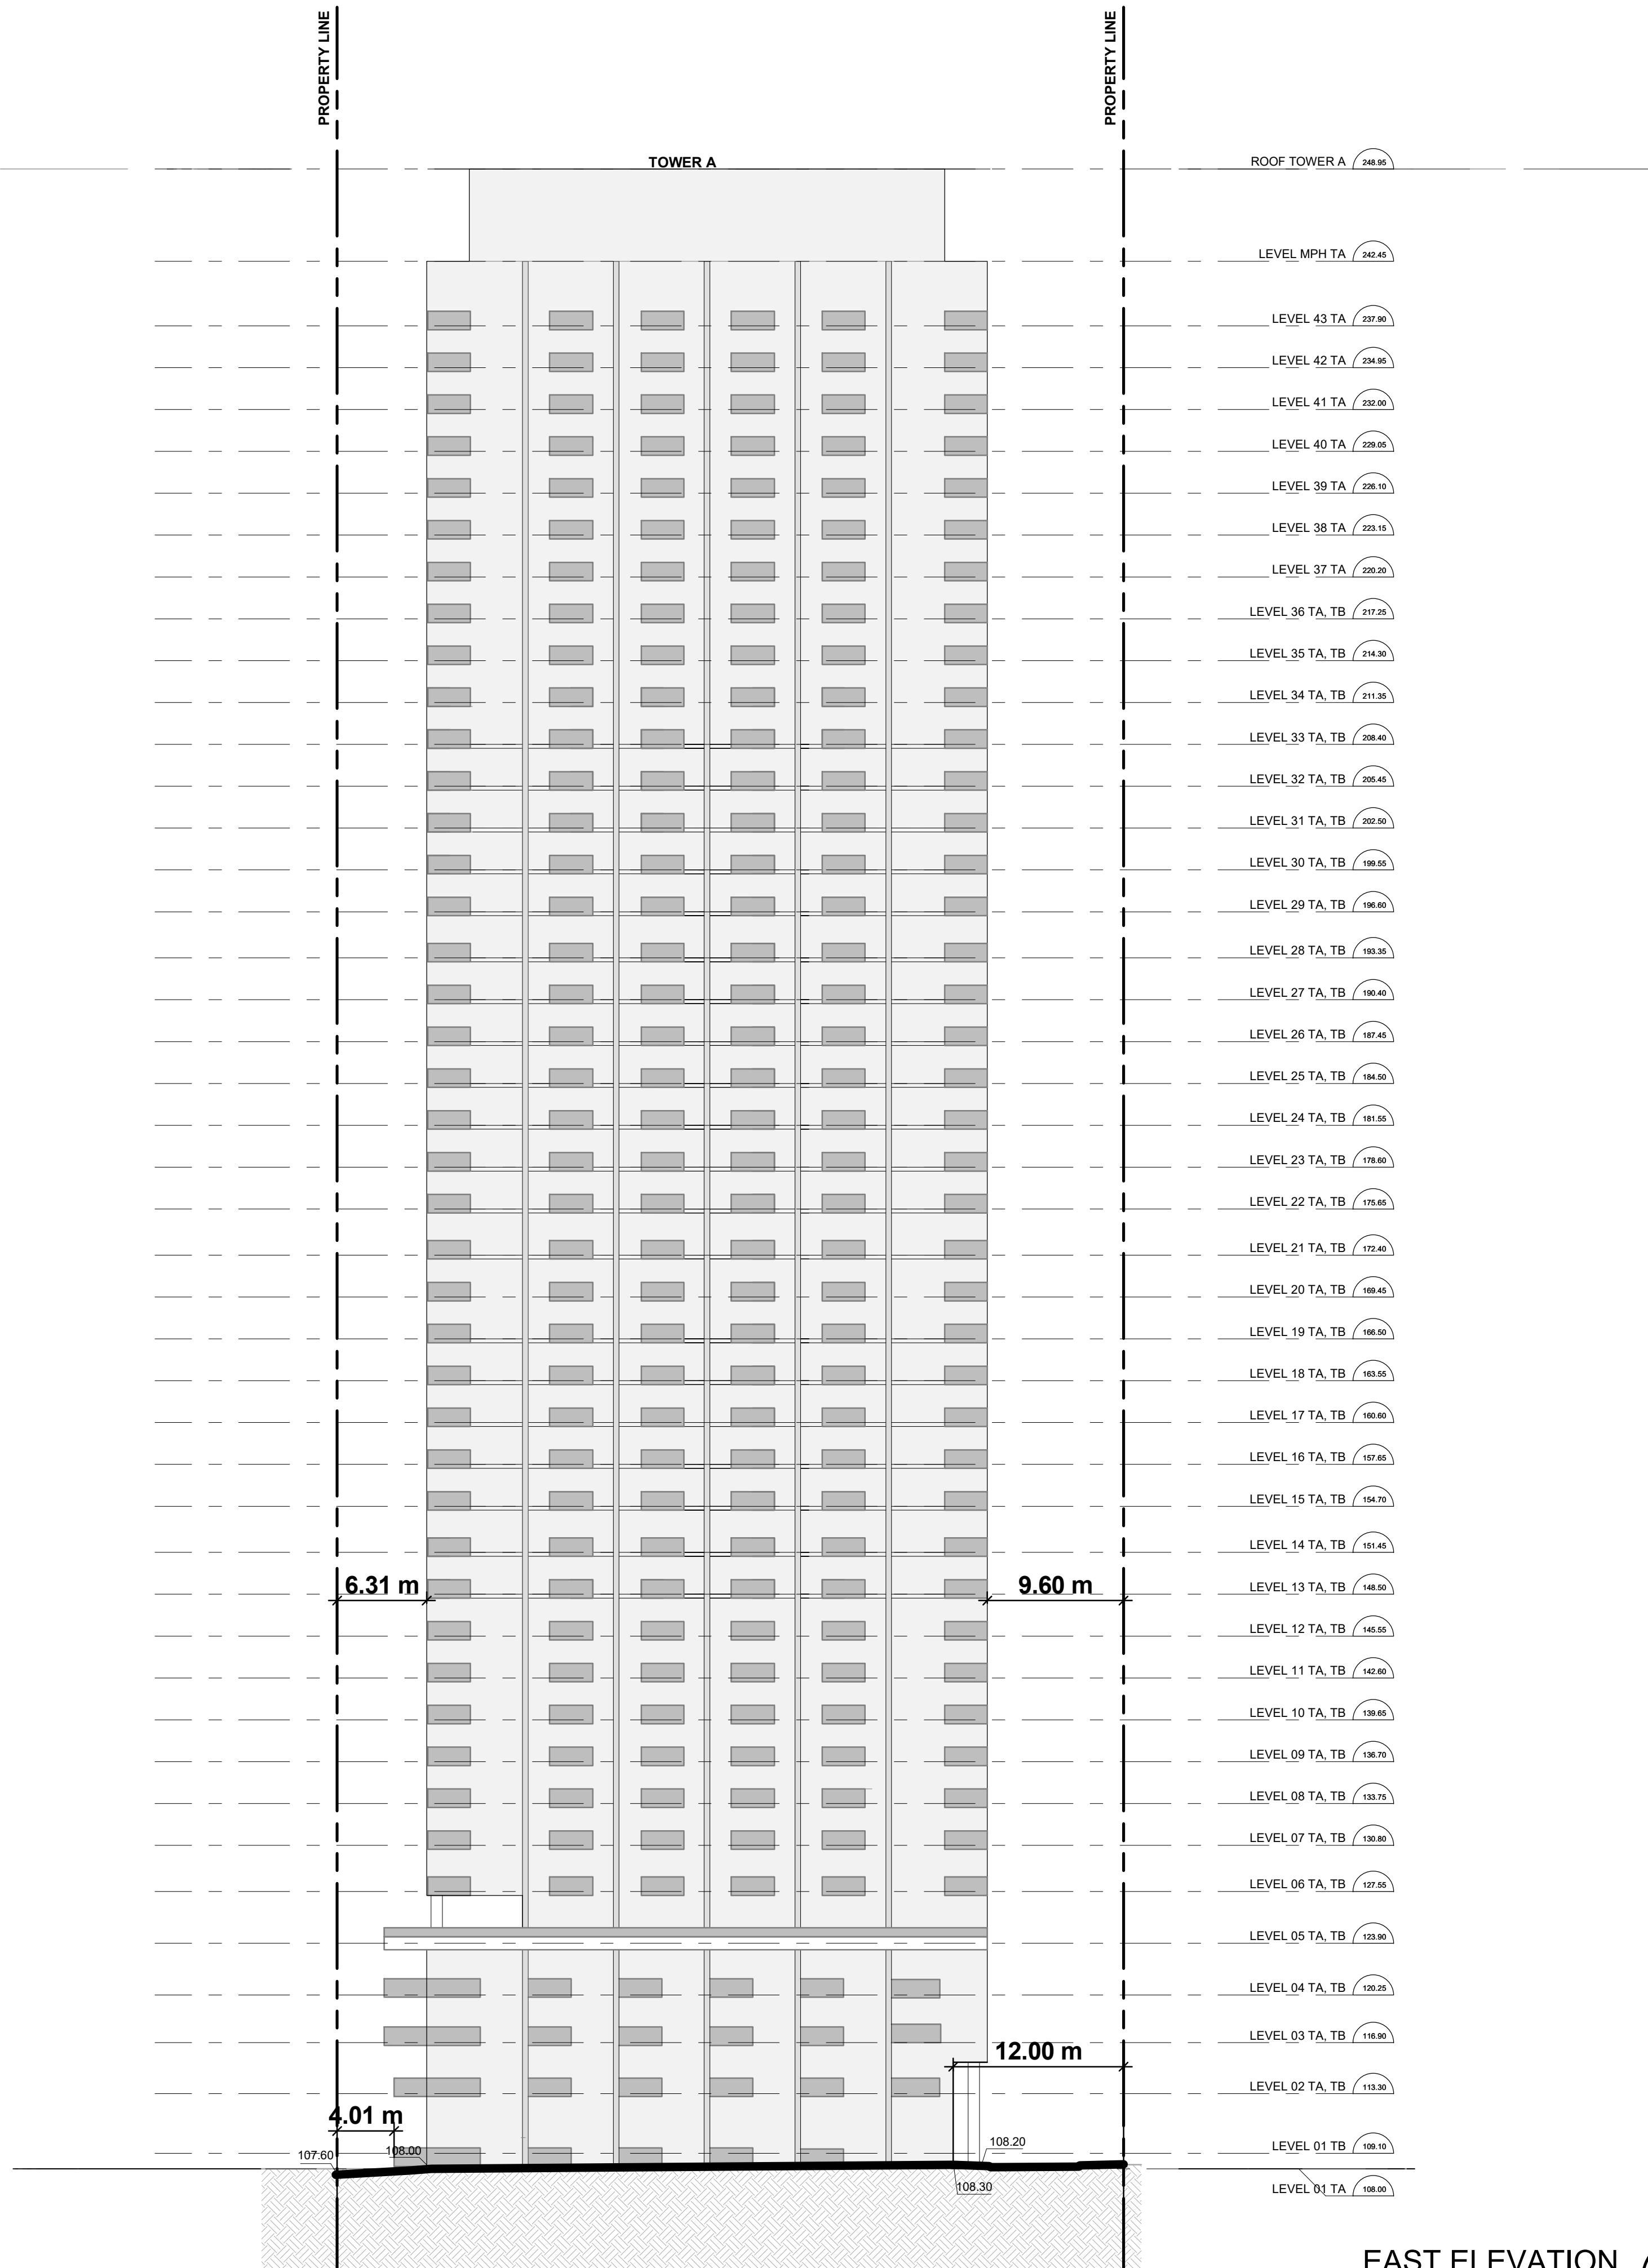 PROPERTY LINE
PROPERTY LINE
TOWER A
ROOF TOWER A 248.95
LEVEL MPH TA 242.45
LEVEL 43 TA 237.90
LEVEL 42 TA 234.95
LEVEL 41 TA 232.00
LEVEL 40 TA 229.05
LEVEL 39 TA 226.10
LEVEL 38 TA 223.15
LEVEL 37 TA 220.20
LEVEL 36 TA, TB 217.25
LEVEL 35 TA, TB 214.30
LEVEL 34 TA, TB 211.35
LEVEL 33 TA, TB 208.40
LEVEL 32 TA, TB 205.45
LEVEL 31 TA, TB 202.50
LEVEL 30 TA, TB 199.55
LEVEL 29 TA, TB 196.60
LEVEL 28 TA, TB 193.35
LEVEL 27 TA, TB 190.40
LEVEL 26 TA, TB 187.45
LEVEL 25 TA, TB 184.50
LEVEL 24 TA, TB 181.55
LEVEL 23 TA, TB 178.60
LEVEL 22 TA, TB 175.65
LEVEL 21 TA, TB 172.40
LEVEL 20 TA, TB 169.45
LEVEL 19 TA, TB 166.50
LEVEL 18 TA, TB 163.55
LEVEL 17 TA, TB 160.60
LEVEL 16 TA, TB 157.65
LEVEL 15 TA, TB 154.70
LEVEL 14 TA, TB 151.45
6.31 m 9.60 m LEVEL 13 TA, TB 148.50
LEVEL 12 TA, TB 145.55
LEVEL 11 TA, TB 142.60
LEVEL 10 TA, TB 139.65
LEVEL 09 TA, TB 136.70
LEVEL 08 TA, TB 133.75
LEVEL 07 TA, TB 130.80
LEVEL 06 TA, TB 127.55
LEVEL 05 TA, TB 123.90
LEVEL 04 TA, TB 120.25
LEVEL 03 TA, TB 116.90
12.00 m
LEVEL 02 TA, TB 113.30
4.01 m
107.60 108.00 108.20 LEVEL 01 TB 109.10
108.30 LEVEL 01 TA 108.00
EAST ELEVATION